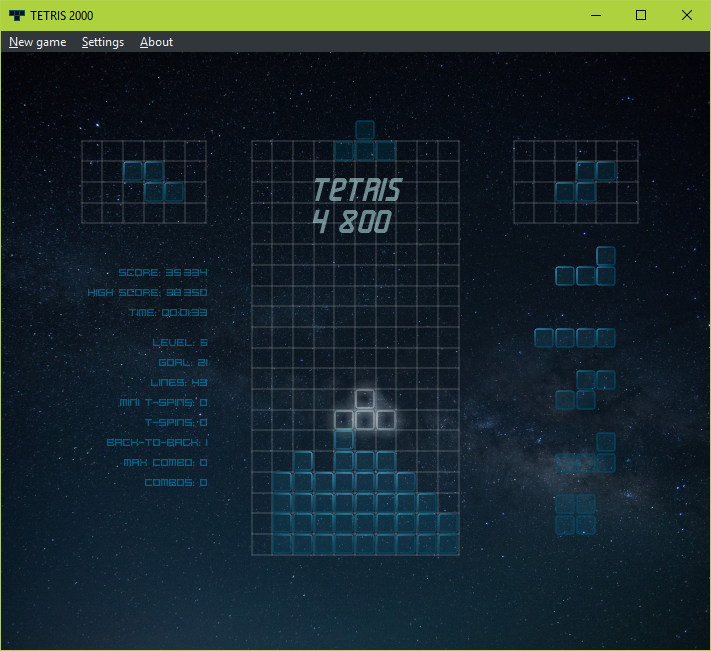 TETRIS 2000
New game Settings About
TETRIS
4 800
SCORE: 35 334
HIGH SCORE: 38 350
TIME: 00:01:33
LEVEL: 5
GOAL: 21
LINES: 43
MINI T-SPINS: 0
T-SPINS: 0
BACK-TO-BACK: 1
MAX COMBO: 0
COMBOS: 0